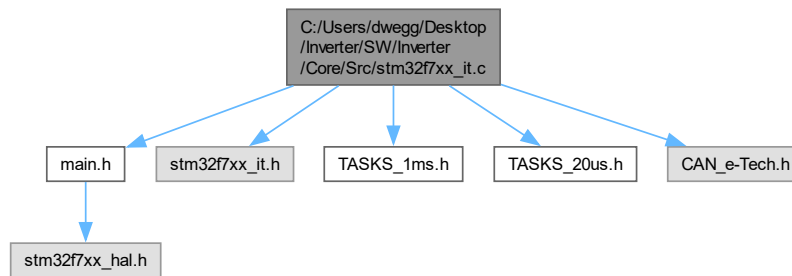 C:/Users/dwegg/Desktop
/Inverter/SW/Inverter
/Core/Src/stm32f7xx_it.c
main.h
stm32f7xx_it.h
TASKS_1ms.h
TASKS_20us.h
CAN_e-Tech.h
stm32f7xx_hal.h